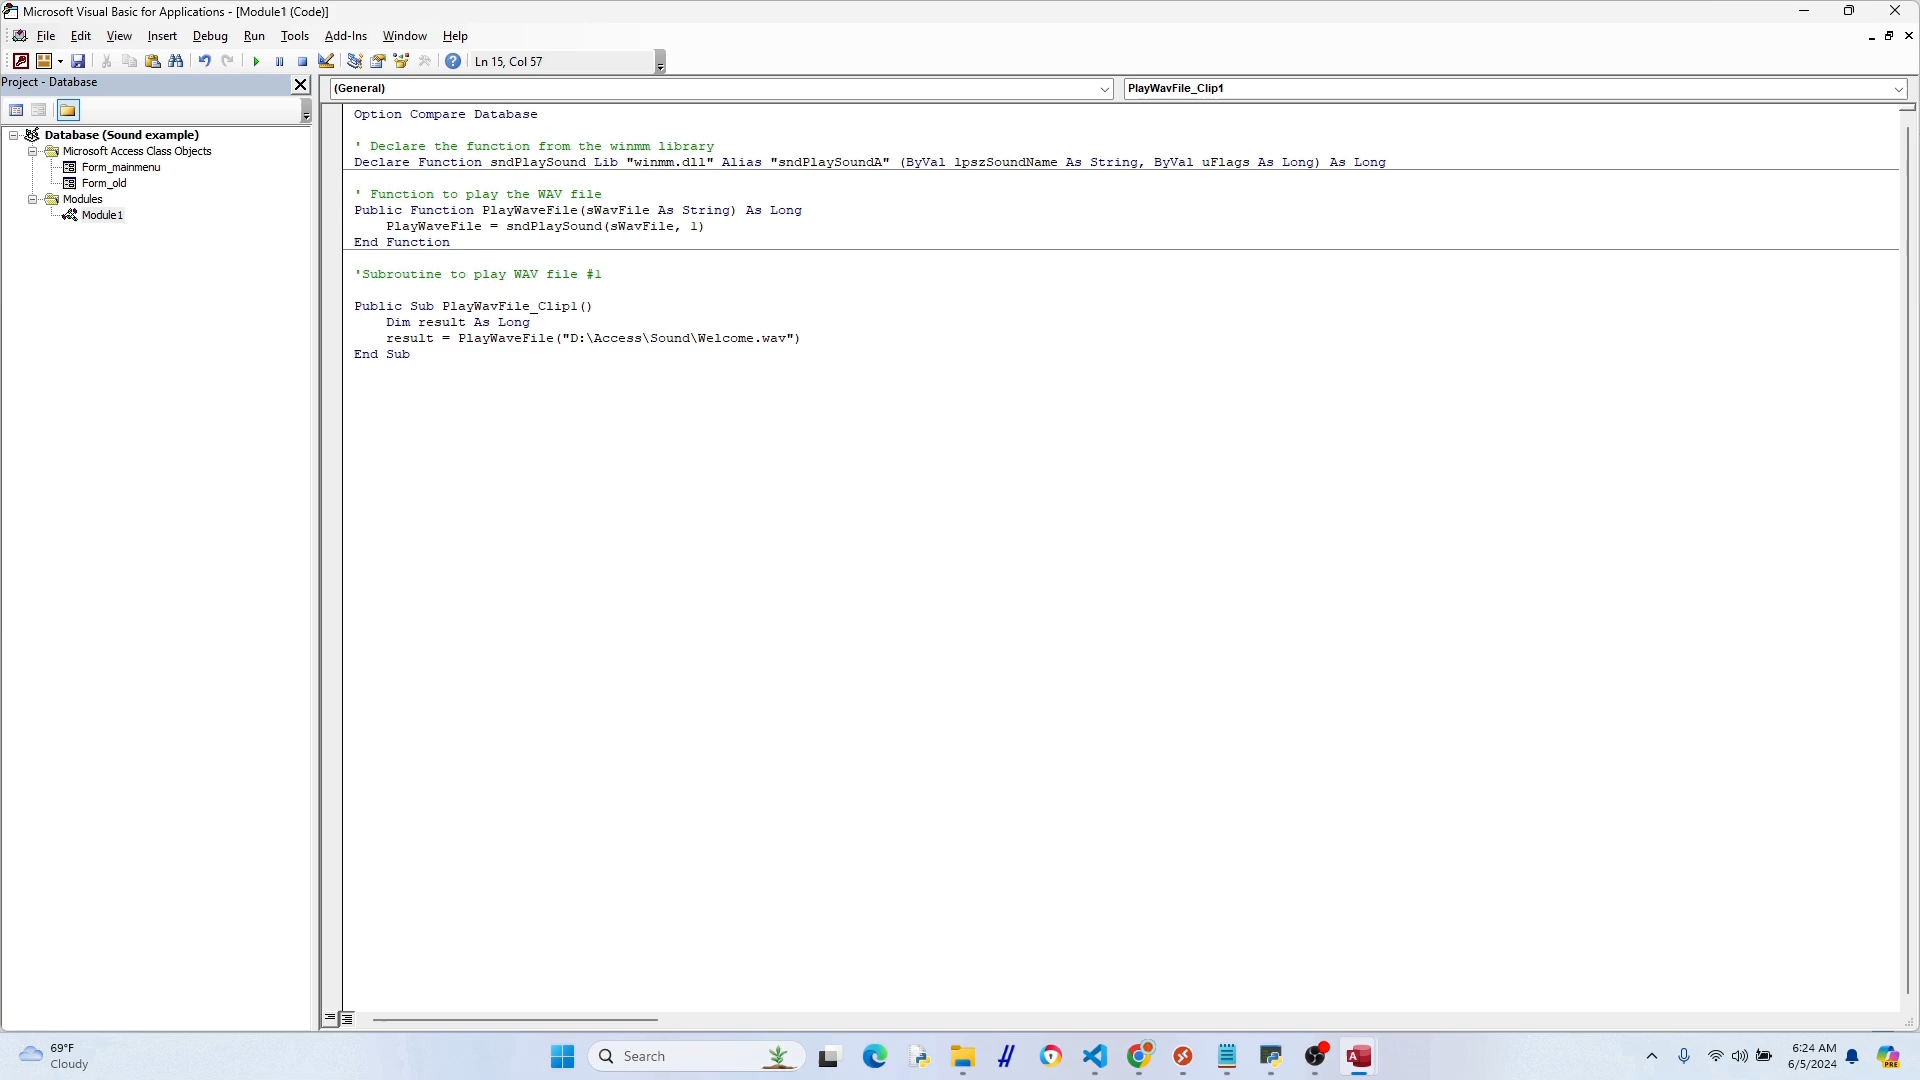 Microsoft Visual Basic for Applications - [Module1 (Code)]
File Edit View Insert Debug Run Tools Add-Ins Window Help
Ln 15, Col 57
Project - Database
(General)
PlayWavFile_Clip1
Database (Sound example)
Microsoft Access Class Objects
Form_mainmenu
Form_old
Modules
Module1
Option Compare Database
' Declare the function from the winmm library
Declare Function sndPlaySound Lib "winmm.dll" Alias "sndPlaySoundA" (ByVal lpszSoundName As String, ByVal uFlags As Long) As Long
' Function to play the WAV file
Public Function PlayWaveFile(sWavFile As String) As Long
PlayWaveFile = sndPlaySound(sWavFile, 1)
End Function
'Subroutine to play WAV file #1
Public Sub PlayWavFile_Clip1()
Dim result As Long
result = PlayWaveFile("D:\Access\Sound\Welcome.wav")
End Sub
69°F
Cloudy
Search
6:24 AM
6/5/2024
PRE